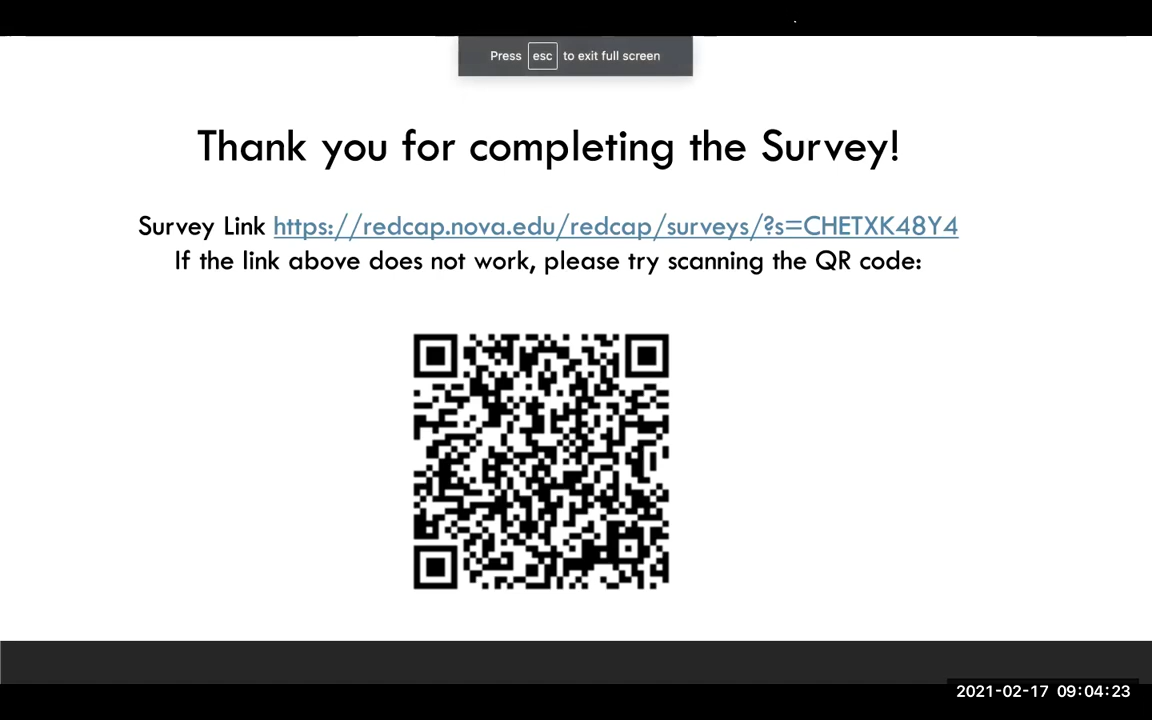 Press esc to exit full screen
Thank you for completing the Survey!
Survey Link https://redcap.nova.edu/redcap/surveys/?s=CHETXK48Y4
If the link above does not work, please try scanning the QR code:
2021-02-17 09:04:23